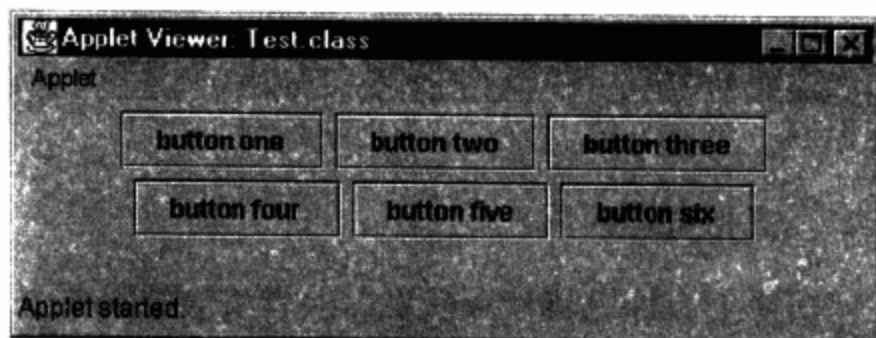 Applet Viewer: Test.class
Applet
button one button two button three
button four button five button six
Applet started.